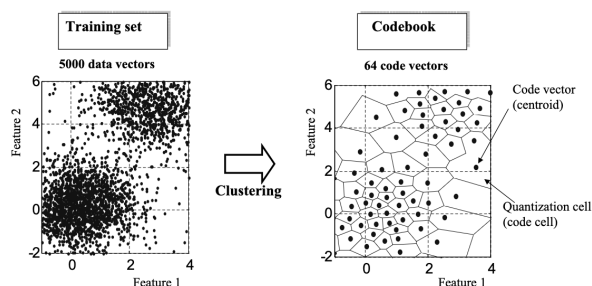 Training set
5000 data vectors
Codebook
64 code vectors
6
4
2
0
-2
Feature 2
0
2
4
Feature 1
Clustering
6
4
2
0
-2
Feature 2
0
2
4
Feature 1
Code vector
(centroid)
Quantization cell
(code cell)